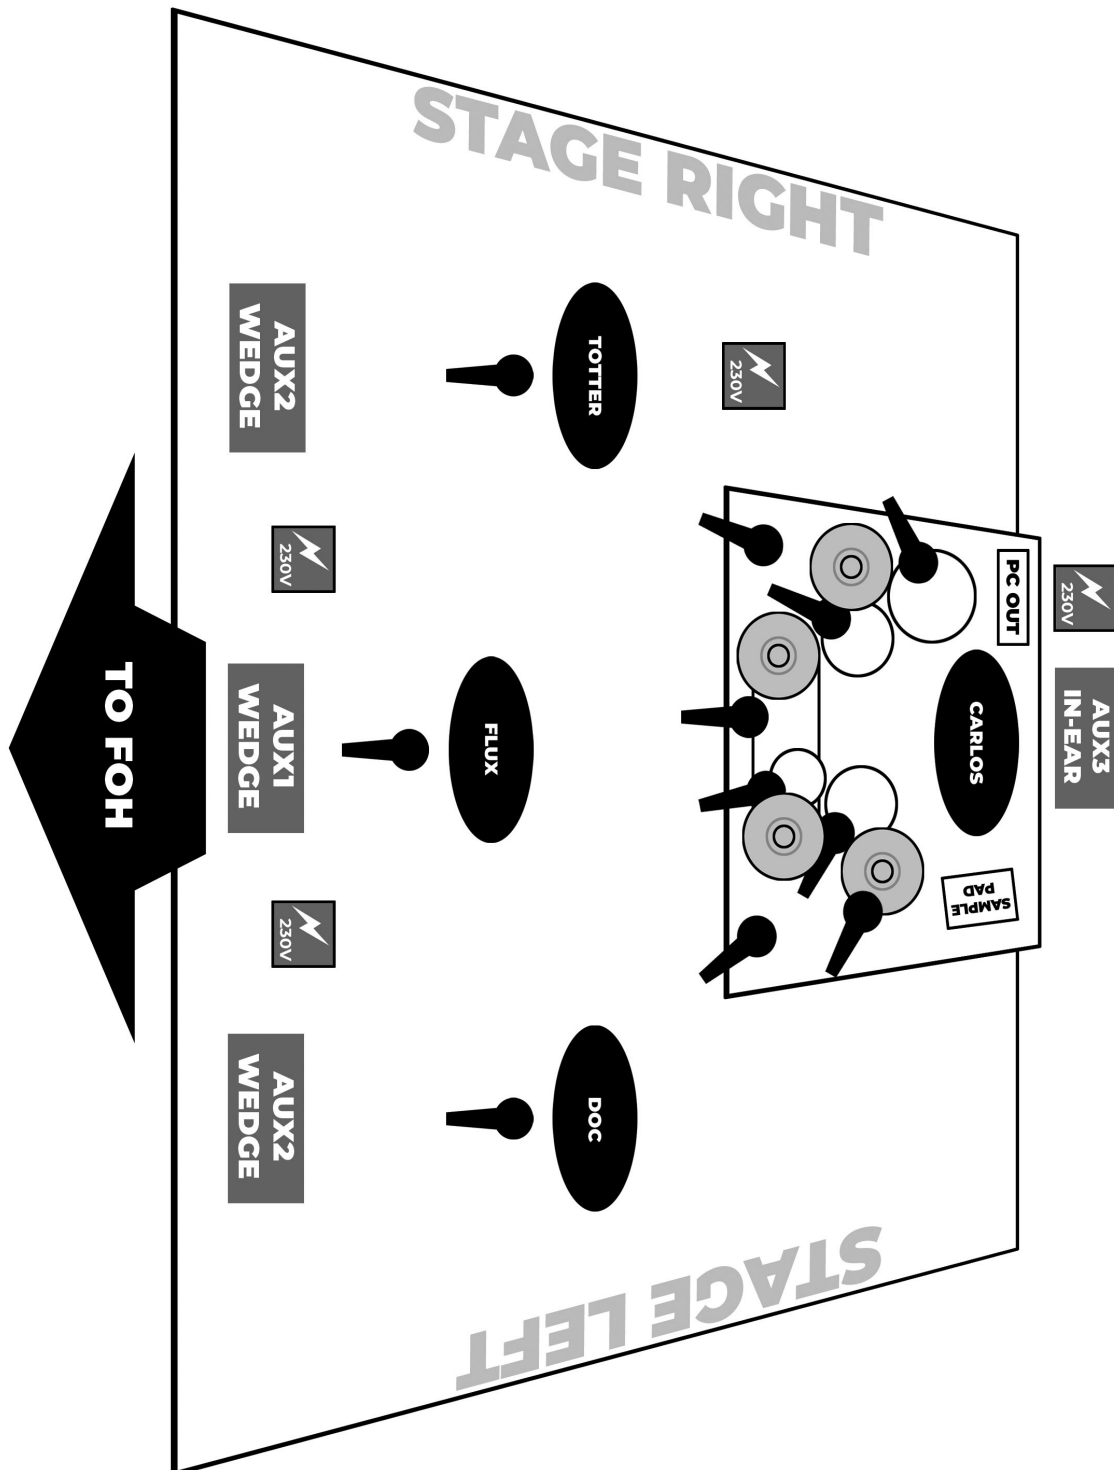 STAGE RIGHT
AUX2
WEDGE
TOTTER
230V
230V
PC OUT
230V
TO FOH
AUX1
WEDGE
FLUX
CARLOS
AUX3
IN-EAR
230V
SAMPLE
PAD
AUX2
WEDGE
DOC
STAGE LEFT